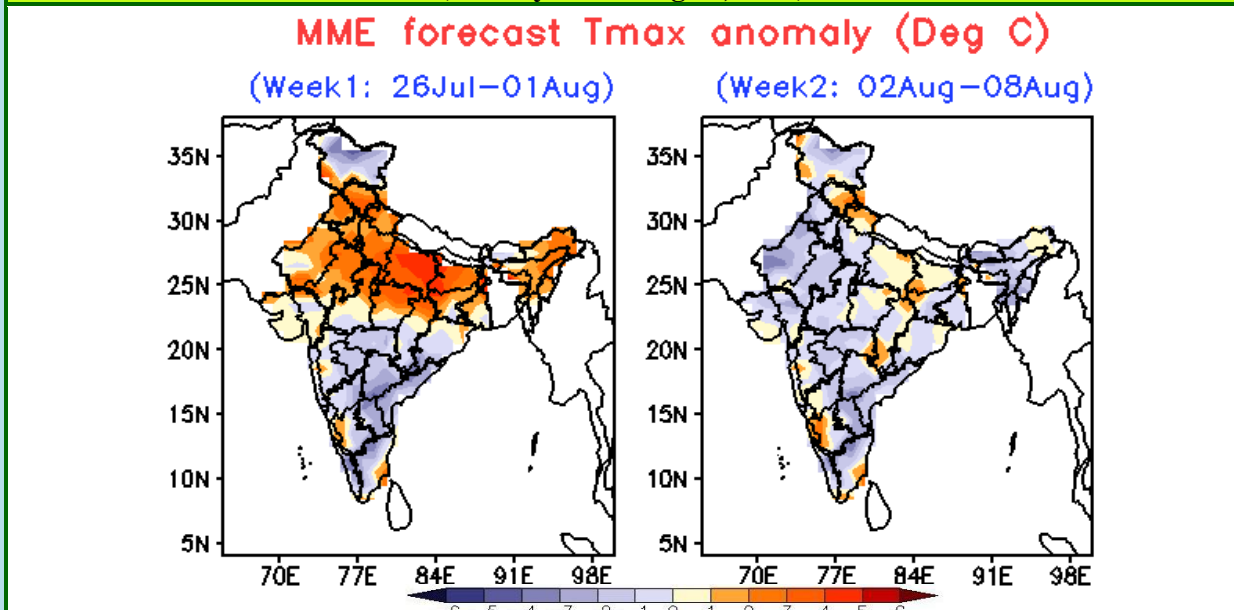 MME forecast Tmax anomaly (Deg C)
(Week1: 26Jul−01Aug)
(Week2: 02Aug−08Aug)
35N
30N
25N
20N
15N
10N
5N
70E 77E 84E 91E 98E
35N
30N
25N
20N
15N
10N
5N
70E 77E 84E 91E 98E